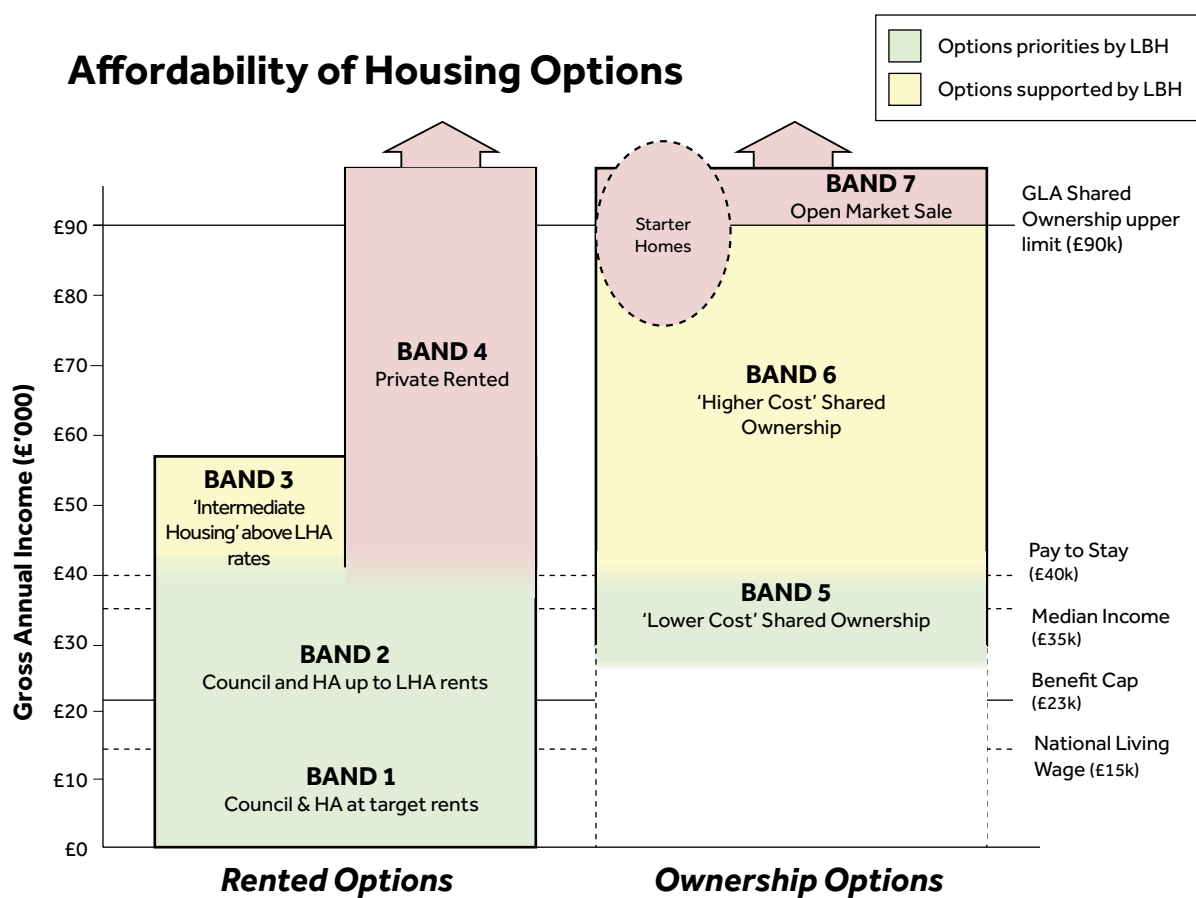 Affordability of Housing Options
Options priorities by LBH
Options supported by LBH
Gross Annual Income (£'000)
£90
£80
£70
£60
£50
£40
£30
£20
£10
£0
BAND 3
‘Intermediate
Housing’ above LHA
rates
BAND 4
Private Rented
BAND 2
Council and HA up to LHA rents
BAND 1
Council & HA at target rents
Starter
Homes
BAND 7
Open Market Sale
BAND 6
‘Higher Cost’ Shared
Ownership
BAND 5
‘Lower Cost’ Shared Ownership
GLA Shared
Ownership upper
limit (£90k)
Pay to Stay
(£40k)
Median Income
(£35k)
Benefit Cap
(£23k)
National Living
Wage (£15k)
Rented Options
Ownership Options